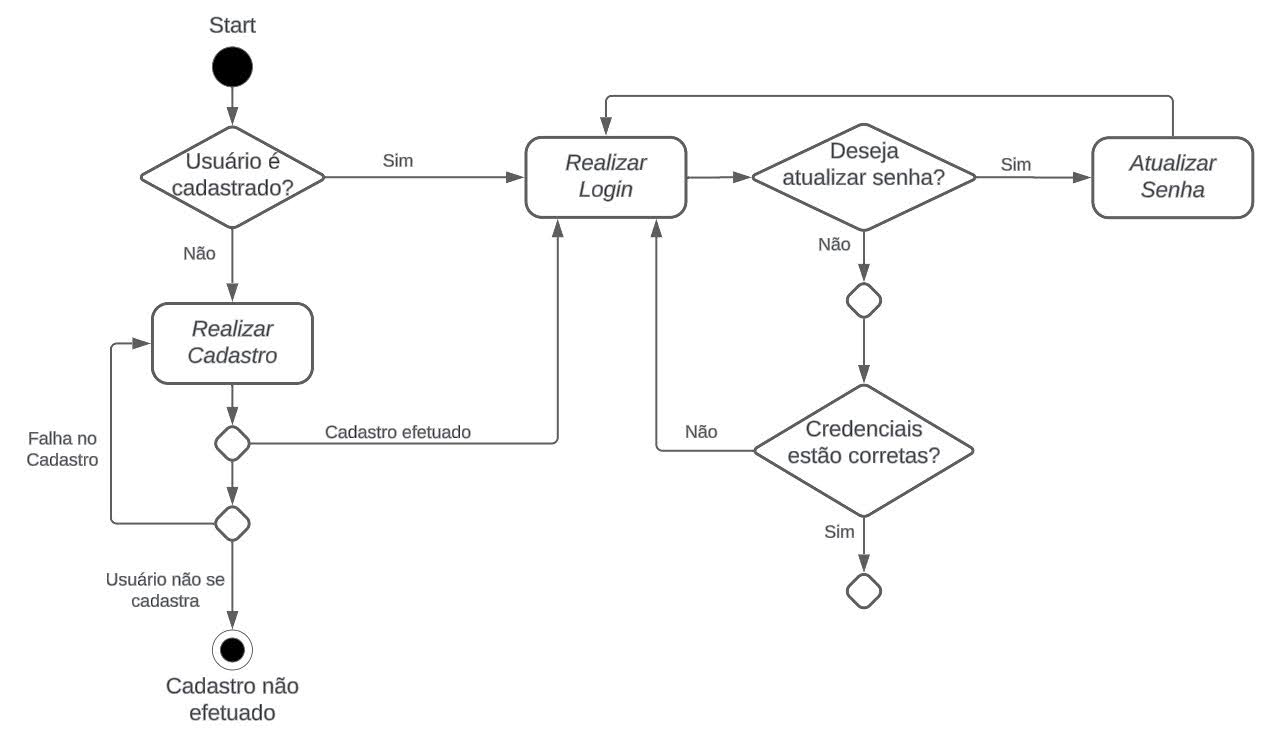 Start
Usuário é
cadastrado?
Sim
Realizar
Login
Deseja
atualizar senha?
Sim
Atualizar
Senha
Não
Não
Realizar
Cadastro
Falha no
Cadastro
Cadastro efetuado
Não
Credenciais
estão corretas?
Sim
Usuário não se
cadastra
Cadastro não
efetuado